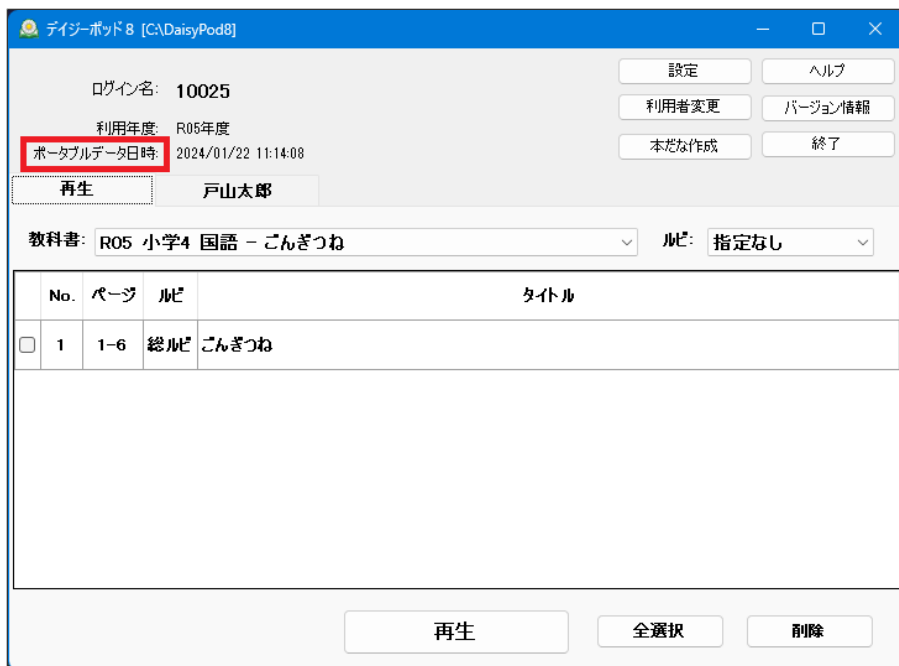 デイジーポッド8 [C:\DaisyPod8]
設定 ヘルプ
ログイン名: 10025
利用者変更 バージョン情報
利用年度: R05年度
本だな作成 終了
ポータブルデータ日時: 2024/01/22 11:14:08
再生 戸山太郎
教科書: R05 小学4 国語 - ごんぎつね ルビ: 指定なし
No. ページ ルビ タイトル
1 1-6 総ルビ ごんぎつね
再生 全選択 削除